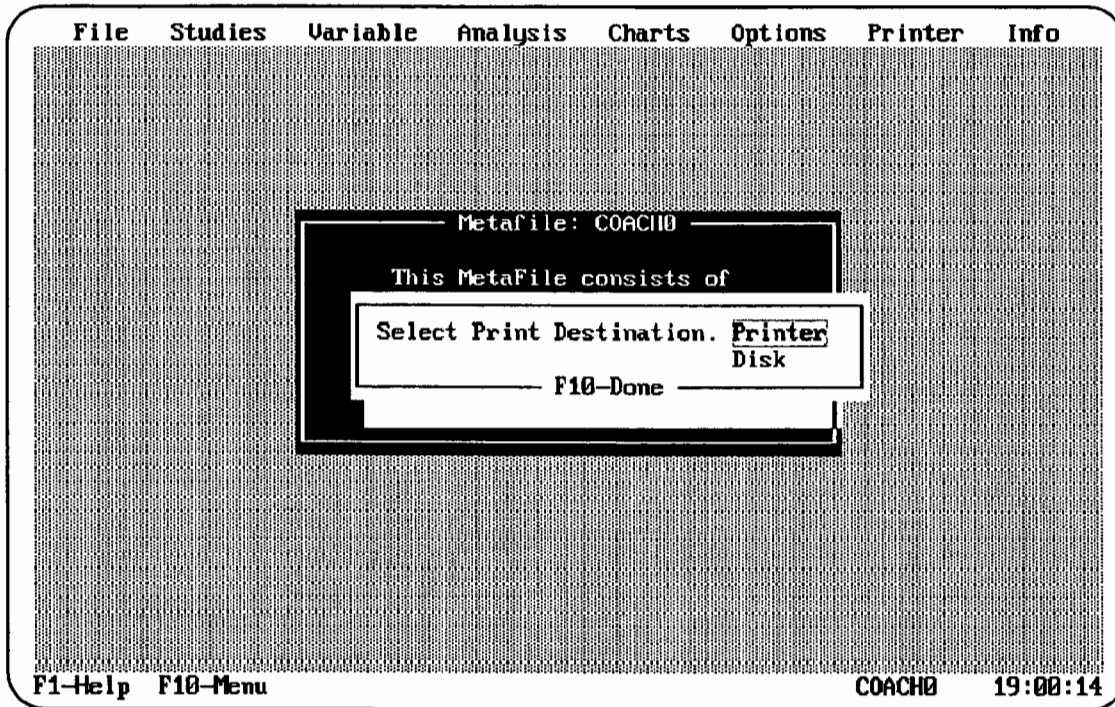 File Studies Variable Analysis Charts Options Printer Info
Metafile: COACH0
This MetaFile consists of
Select Print Destination. Printer
Disk
F10-Done
F1-Help F10-Menu COACH0 19:00:14